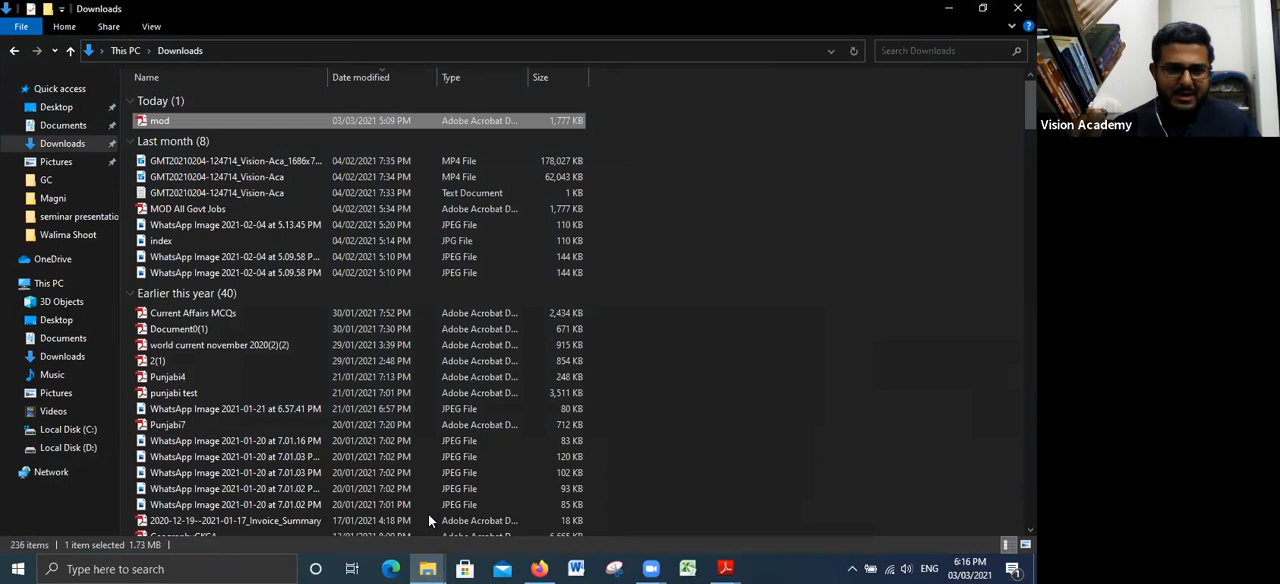 Downloads
File Home Share View
This PC > Downloads
Search Downloads
Name Date modified Type Size
Today (1)
mod 03/03/2021 5:09 PM Adobe Acrobat D... 1,777 KB
Last month (8)
GMT20210204-124714_Vision-Aca_1686x7... 04/02/2021 7:35 PM MP4 File 178,027 KB
GMT20210204-124714_Vision-Aca 04/02/2021 7:34 PM MP4 File 62,043 KB
GMT20210204-124714_Vision-Aca 04/02/2021 7:33 PM Text Document 1 KB
MOD All Govt Jobs 04/02/2021 5:34 PM Adobe Acrobat D... 1,777 KB
WhatsApp Image 2021-02-04 at 5.13.45 PM 04/02/2021 5:20 PM JPEG File 110 KB
index 04/02/2021 5:14 PM JPG File 110 KB
WhatsApp Image 2021-02-04 at 5.09.58 PM 04/02/2021 5:10 PM JPEG File 144 KB
WhatsApp Image 2021-02-04 at 5.09.58 PM 04/02/2021 5:10 PM JPEG File 144 KB
Earlier this year (40)
Current Affairs MCQs 30/01/2021 7:52 PM Adobe Acrobat D... 2,434 KB
Document0(1) 30/01/2021 7:30 PM Adobe Acrobat D... 671 KB
world current november 2020(2)(2) 29/01/2021 3:39 PM Adobe Acrobat D... 915 KB
2(1) 29/01/2021 2:48 PM Adobe Acrobat D... 854 KB
Punjabi4 21/01/2021 7:13 PM Adobe Acrobat D... 248 KB
punjabi test 21/01/2021 7:01 PM Adobe Acrobat D... 3,511 KB
WhatsApp Image 2021-01-21 at 6.57.41 PM 21/01/2021 6:57 PM JPEG File 80 KB
Punjabi7 20/01/2021 7:20 PM Adobe Acrobat D... 712 KB
WhatsApp Image 2021-01-20 at 7.01.16 PM 20/01/2021 7:02 PM JPEG File 83 KB
WhatsApp Image 2021-01-20 at 7.01.03 P... 20/01/2021 7:02 PM JPEG File 120 KB
WhatsApp Image 2021-01-20 at 7.01.03 P... 20/01/2021 7:02 PM JPEG File 102 KB
WhatsApp Image 2021-01-20 at 7.01.02 P... 20/01/2021 7:02 PM JPEG File 93 KB
WhatsApp Image 2021-01-20 at 7.01.02 PM 20/01/2021 7:01 PM JPEG File 85 KB
2020-12-19--2021-01-17_Invoice_Summary 17/01/2021 4:18 PM Adobe Acrobat D... 18 KB
Quick access
Desktop
Documents
Downloads
Pictures
GC
Magni
seminar presentatio
Walima Shoot
OneDrive
This PC
3D Objects
Desktop
Documents
Downloads
Music
Pictures
Videos
Local Disk (C:)
Local Disk (D:)
Network
236 items 1 item selected 1.73 MB
Type here to search
ENG
6:16 PM
03/03/2021
Vision Academy